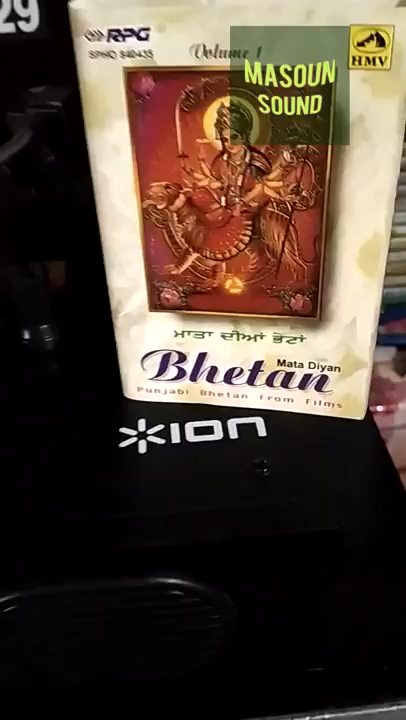 29
RPG
SPHO 840435
Volume 1
HMV
MASOUN
SOUND
ਮਾਤਾ ਦੀਆਂ ਭੇਟਾਂ
Mata Diyan
Bhetan
Punjabi Bhetan From Films
ION